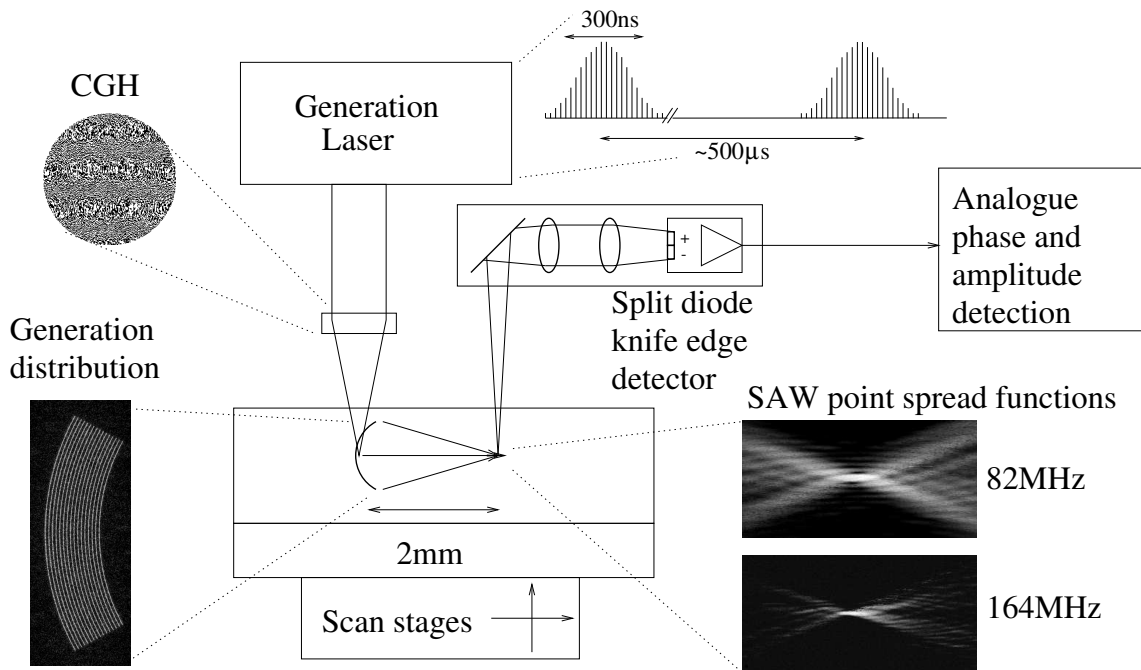 300ns
CGH
Generation
Laser
~500µs
Analogue
phase and
amplitude
detection
+
-
Split diode
knife edge
detector
Generation
distribution
SAW point spread functions
82MHz
2mm
164MHz
Scan stages